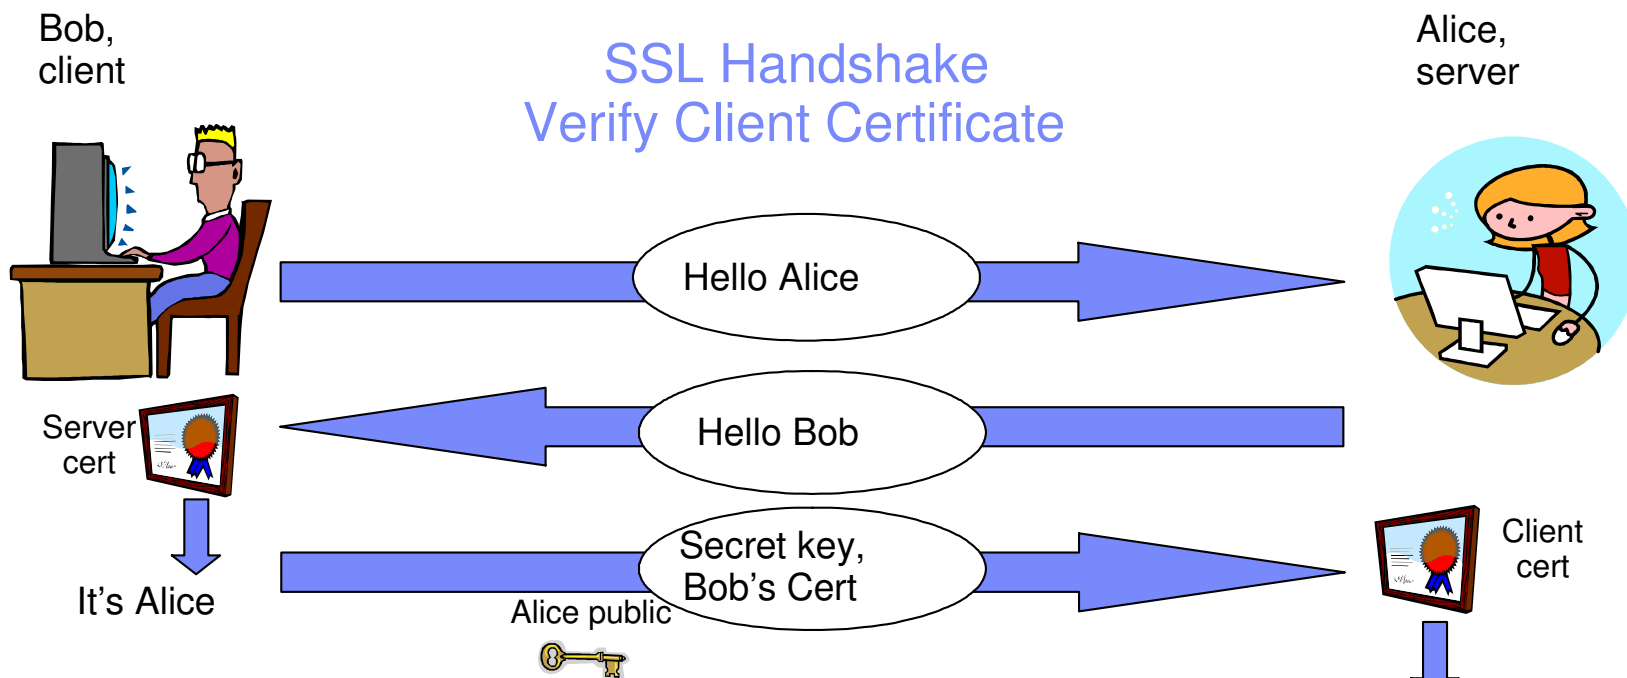 Bob,
client
SSL Handshake
Verify Client Certificate
Alice,
server
Hello Alice
Hello Bob
Server
cert
It's Alice
Secret key,
Bob's Cert
Client
cert
Alice public